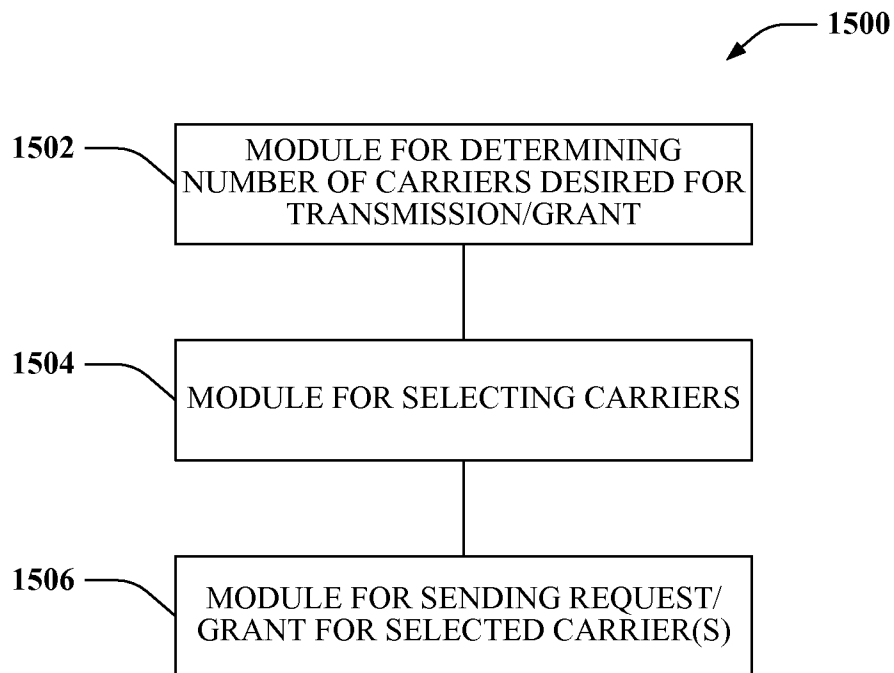 1500
1502
MODULE FOR DETERMINING
NUMBER OF CARRIERS DESIRED FOR
TRANSMISSION/GRANT
1504
MODULE FOR SELECTING CARRIERS
1506
MODULE FOR SENDING REQUEST/
GRANT FOR SELECTED CARRIER(S)